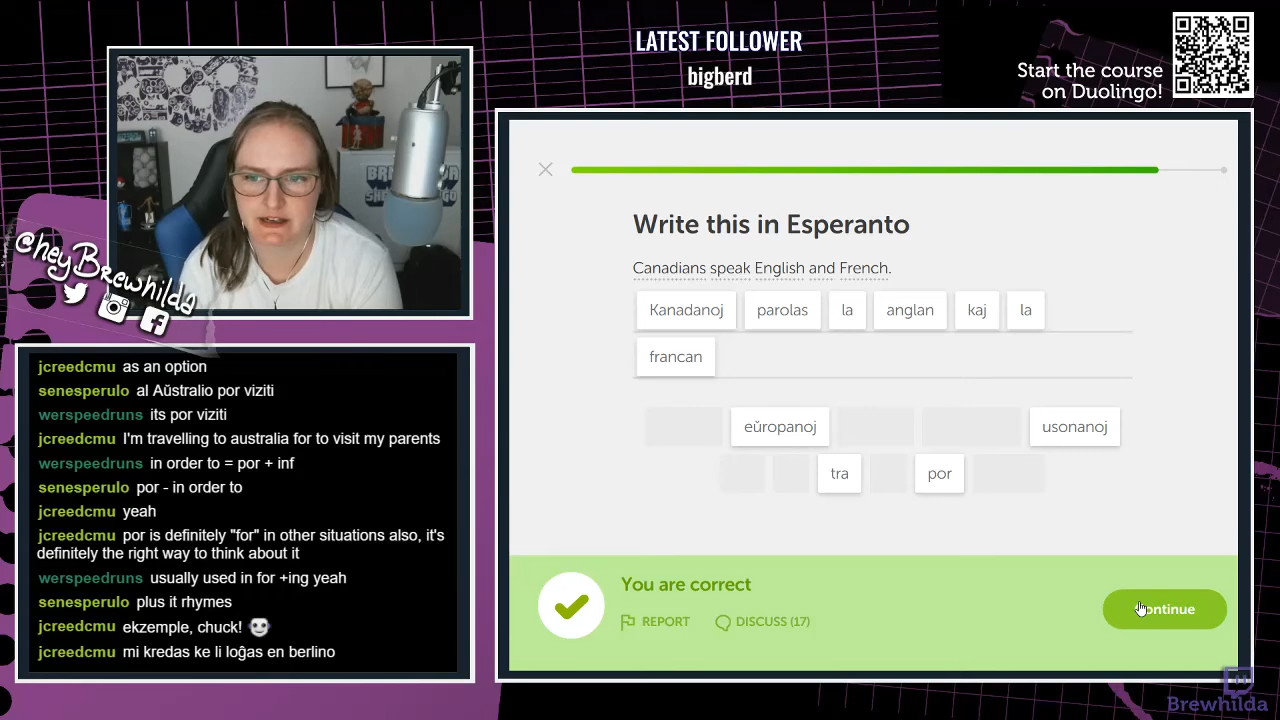 LATEST FOLLOWER
bigberd
Start the course
on Duolingo!
@heyBrewhilda
Write this in Esperanto
Canadians speak English and French.
Kanadanoj parolas la anglan kaj la
francan
eŭropanoj usonanoj
tra por
You are correct
REPORT DISCUSS (17)
ontinue
jcreedcmu as an option
senesperulo al Aŭstralio por viziti
werspeedruns its por viziti
jcreedcmu I'm travelling to australia for to visit my parents
werspeedruns in order to = por + inf
senesperulo por - in order to
jcreedcmu yeah
jcreedcmu por is definitely "for" in other situations also, it's
definitely the right way to think about it
werspeedruns usually used in for +ing yeah
senesperulo plus it rhymes
jcreedcmu ekzemple, chuck!
jcreedcmu mi kredas ke li loĝas en berlino
Brewhilda